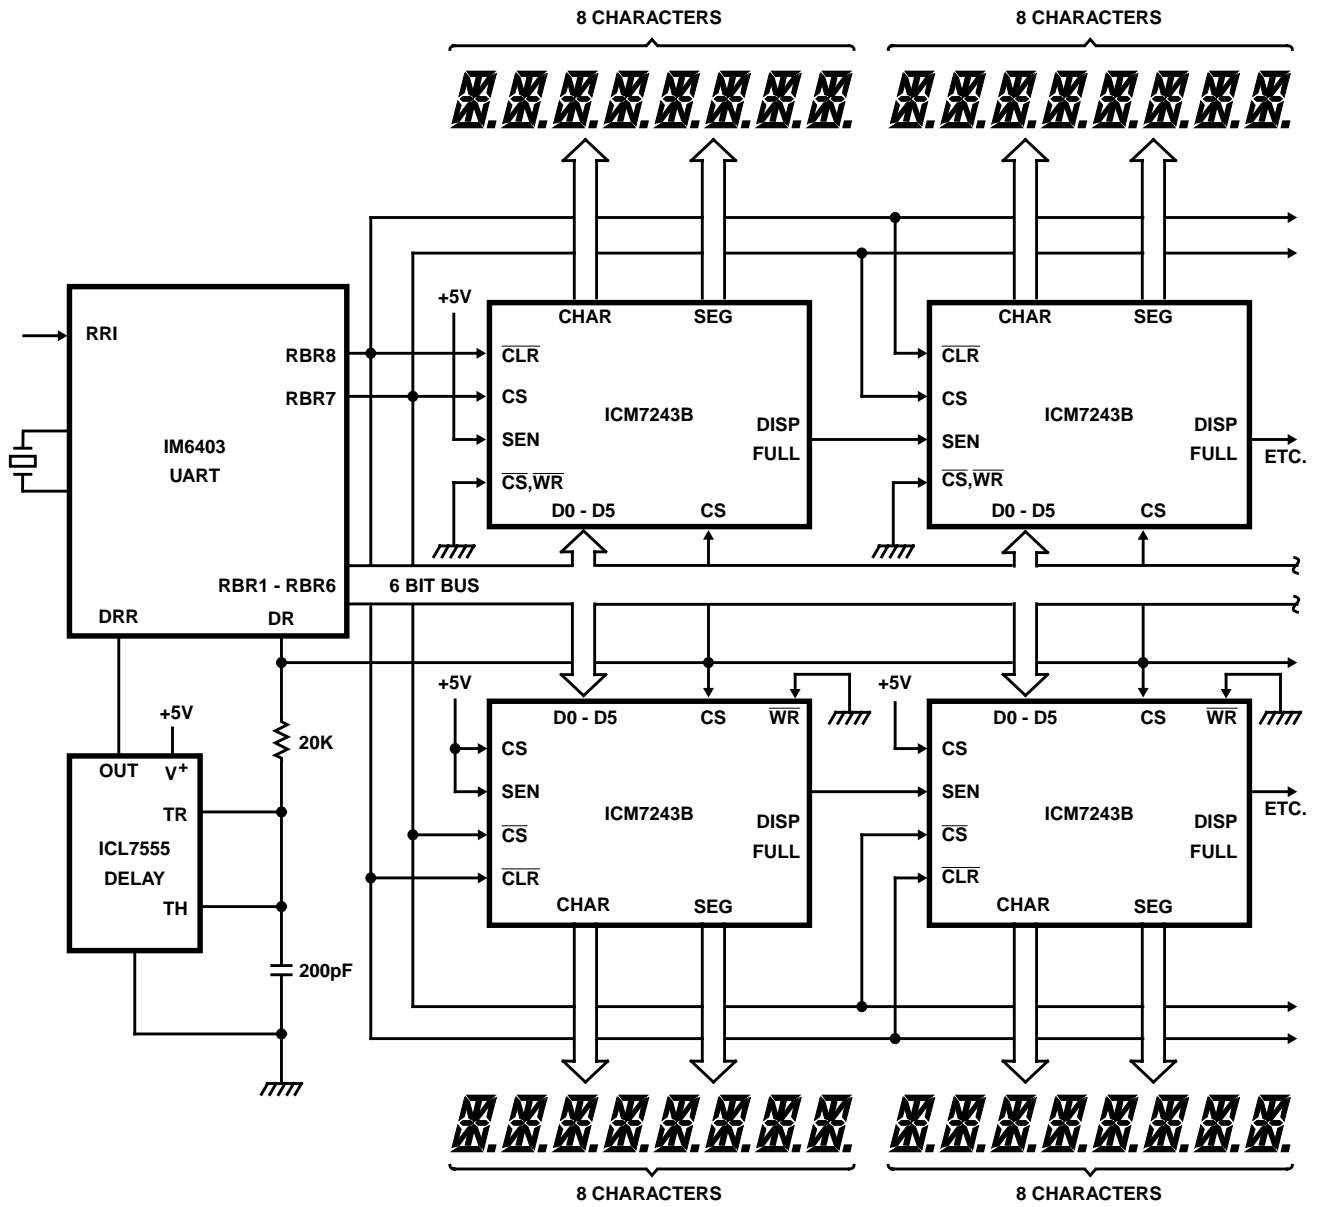 8 CHARACTERS
8 CHARACTERS
+5V
CHAR SEG
CLR
CS
SEN
CS,WR
ICM7243B
DISP
FULL
D0 - D5 CS
CHAR SEG
CLR
CS
SEN
CS,WR
ICM7243B
DISP
FULL
ETC.
D0 - D5 CS
RRI
RBR8
RBR7
IM6403
UART
RBR1 - RBR6
DRR DR
6 BIT BUS
20K
+5V
OUT V+
TR
ICL7555
DELAY
TH
200pF
+5V
D0 - D5 CS WR
CS
SEN
CS
CLR
ICM7243B
DISP
FULL
CHAR SEG
+5V
D0 - D5 CS WR
CS
SEN
CS
CLR
ICM7243B
DISP
FULL
ETC.
CHAR SEG
8 CHARACTERS
8 CHARACTERS